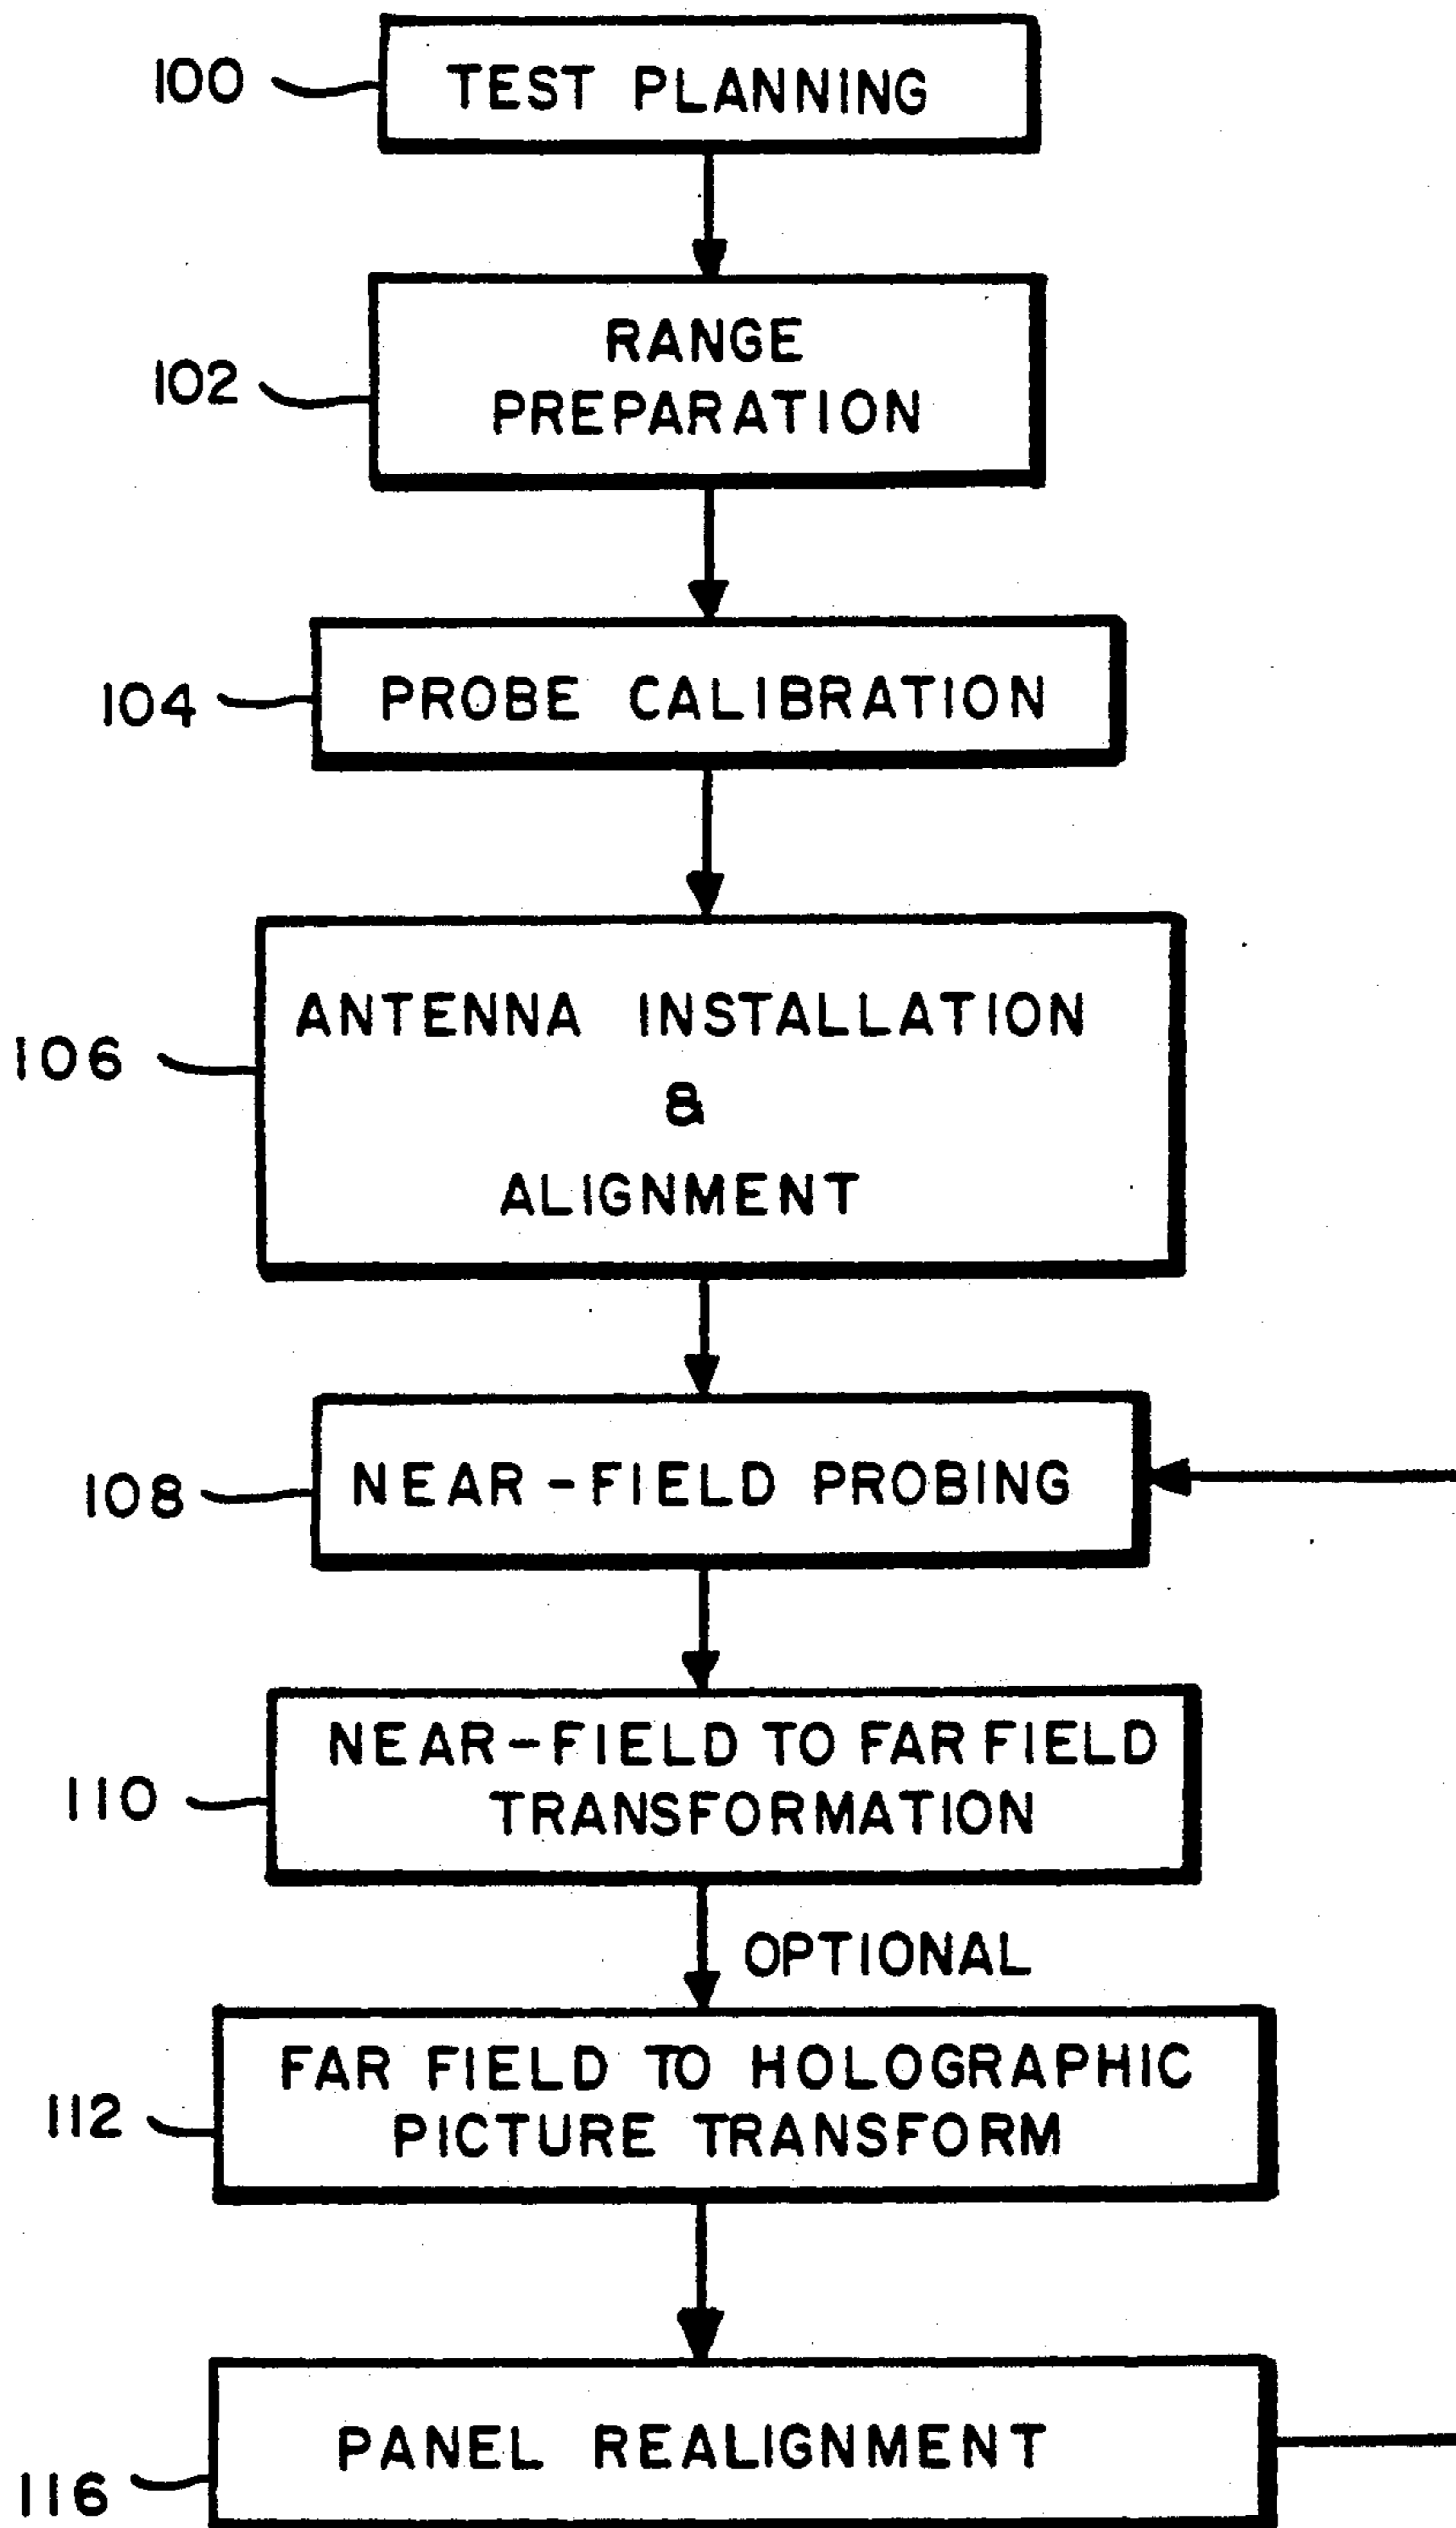 100
TEST PLANNING
102
RANGE
PREPARATION
104
PROBE CALIBRATION
106
ANTENNA INSTALLATION
&
ALIGNMENT
108
NEAR-FIELD PROBING
110
NEAR-FIELD TO FAR FIELD
TRANSFORMATION
OPTIONAL
112
FAR FIELD TO HOLOGRAPHIC
PICTURE TRANSFORM
116
PANEL REALIGNMENT